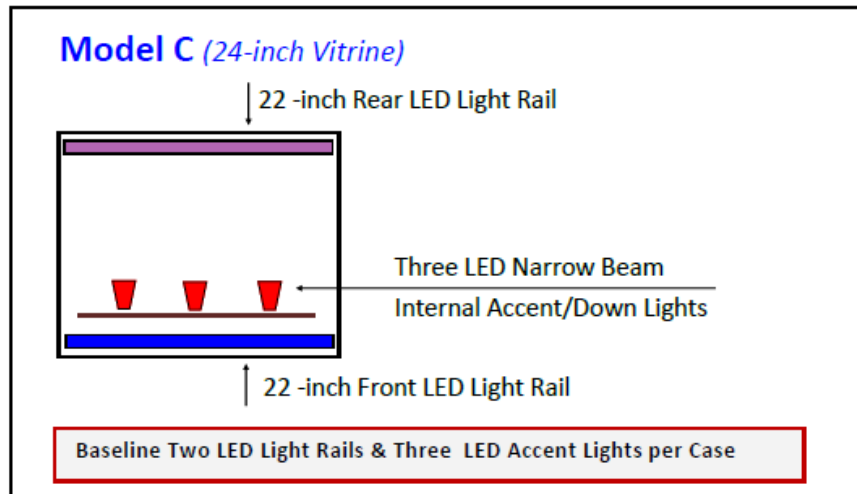 Model C (24-inch Vitrine)
22 -inch Rear LED Light Rail
Three LED Narrow Beam
Internal Accent/Down Lights
22 -inch Front LED Light Rail
Baseline Two LED Light Rails & Three LED Accent Lights per Case